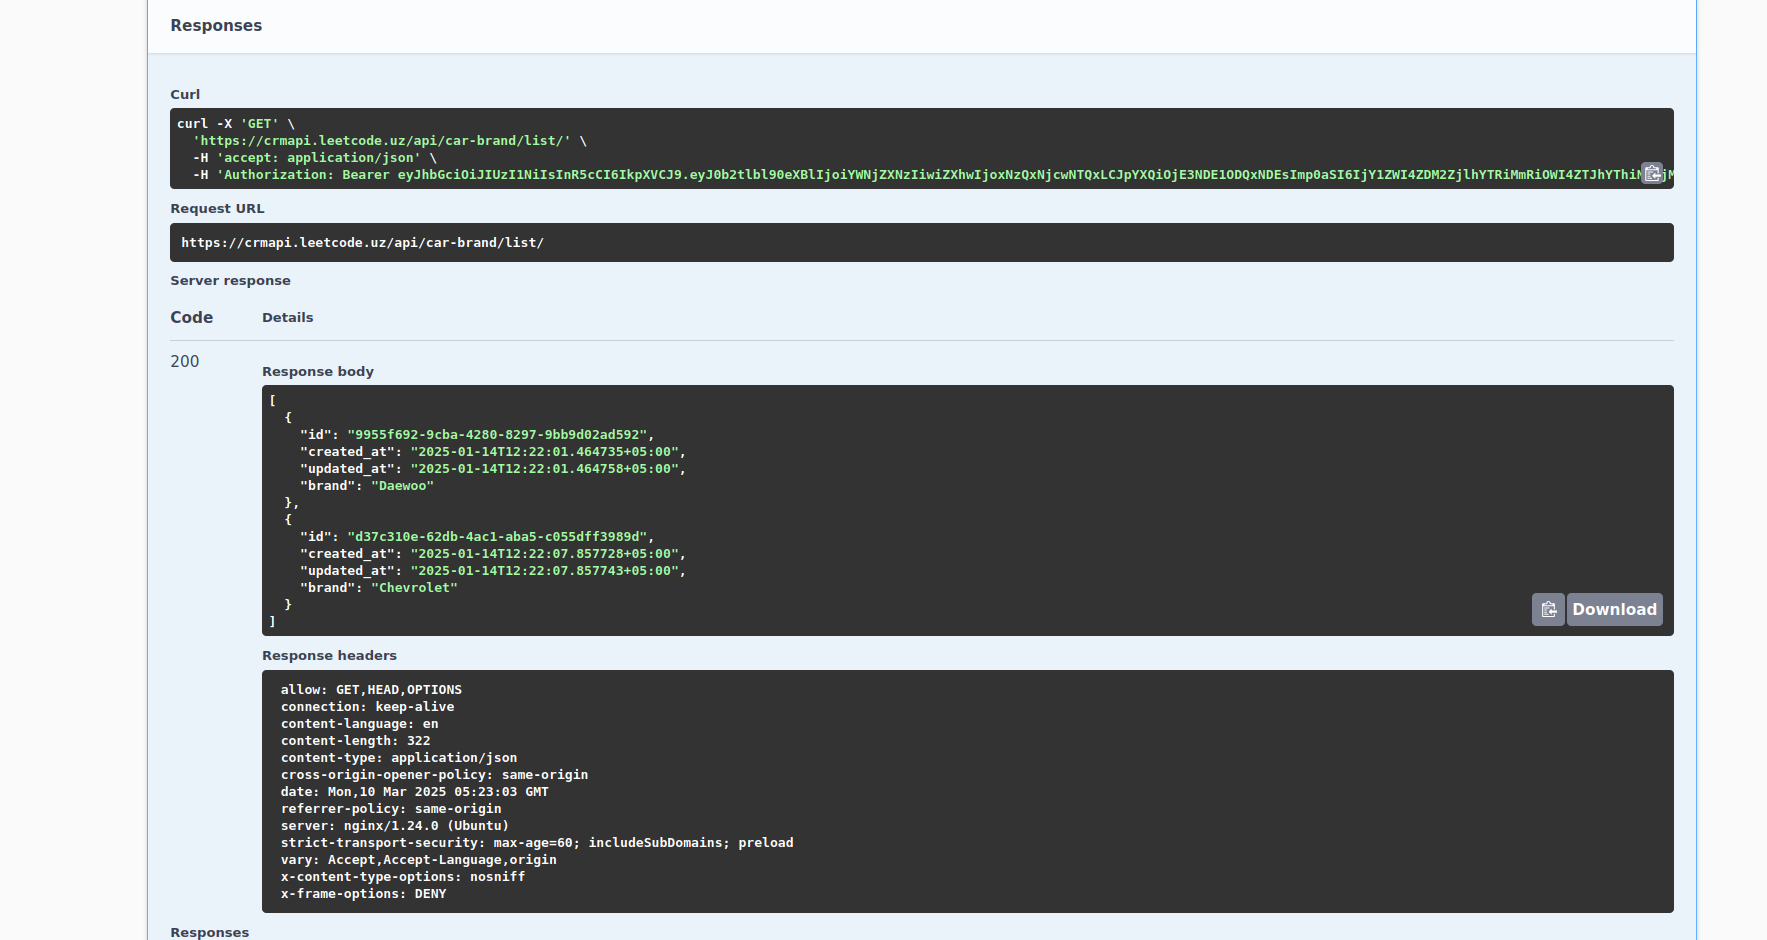 Responses
Curl
curl -X 'GET' \
'https://crmapi.leetcode.uz/api/car-brand/list/' \
-H 'accept: application/json' \
-H 'Authorization: Bearer
Request URL
https://crmapi.leetcode.uz/api/car-brand/list/
Server response
Code Details
200
Response body
[
{
"id": "9955f692-9cba-4280-8297-9bb9d02ad592",
"created_at": "2025-01-14T12:22:01.464735+05:00",
"updated_at": "2025-01-14T12:22:01.464758+05:00",
"brand": "Daewoo"
},
{
"id": "d37c310e-62db-4ac1-aba5-c055dff3989d",
"created_at": "2025-01-14T12:22:07.857728+05:00",
"updated_at": "2025-01-14T12:22:07.857743+05:00",
"brand": "Chevrolet"
}
]
Download
Response headers
allow: GET,HEAD,OPTIONS
connection: keep-alive
content-language: en
content-length: 322
content-type: application/json
cross-origin-opener-policy: same-origin
date: Mon,10 Mar 2025 05:23:03 GMT
referrer-policy: same-origin
server: nginx/1.24.0 (Ubuntu)
strict-transport-security: max-age=60; includeSubDomains; preload
vary: Accept,Accept-Language,origin
x-content-type-options: nosniff
x-frame-options: DENY
Responses